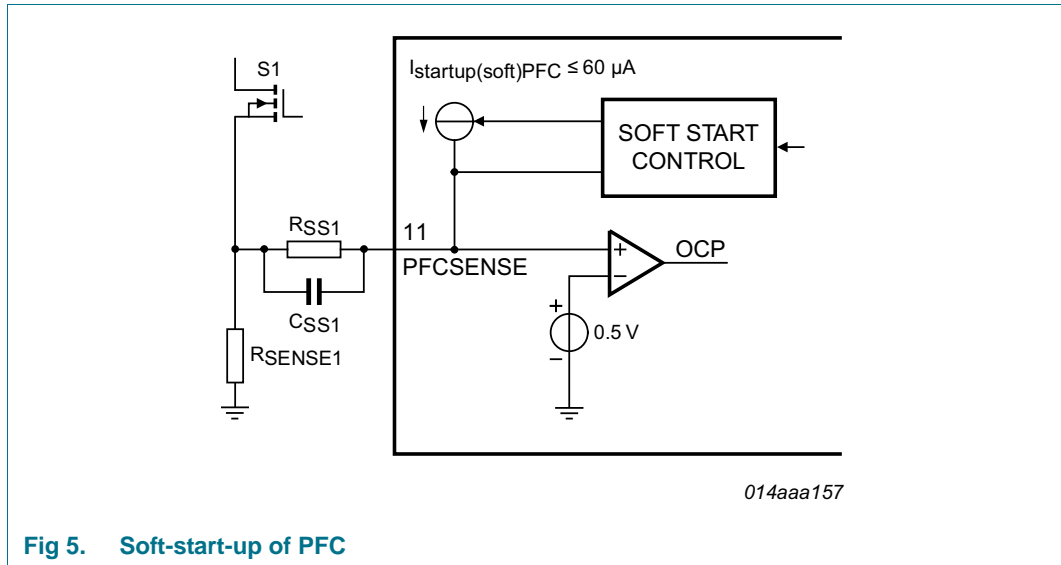 Istartup(soft)PFC ≤ 60 μA
S1
SOFT START
CONTROL
RSS1
11
PFCSENSE
OCP
CSS1
0.5 V
RSENSE1
014aaa157
Fig 5. Soft-start-up of PFC